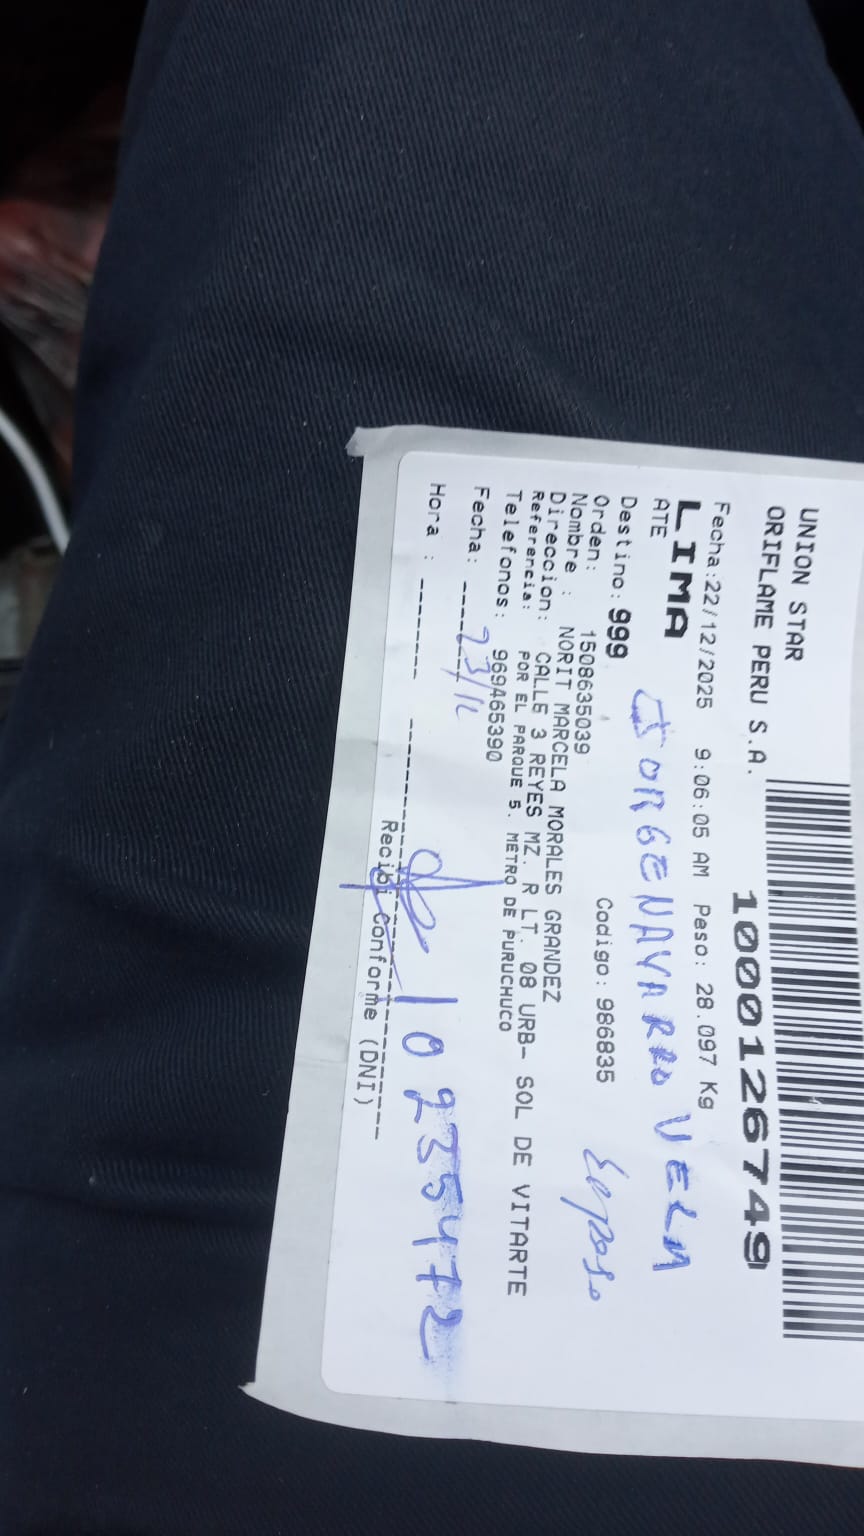 UNION STAR
ORIFLAME PERU S.A.
10001267749
Fecha:22/12/2025 9:06:05 AM Peso: 28.097 Kg
LIMA
ATE
JORGE NAVARRO VELA
Destino: 999
Orden: 1508635039 Codigo: 986835
Esposo
Nombre : NORIT MARCELA MORALES GRANDEZ
Direccion: CALLE 3 REYES MZ. R LT. 08 URB- SOL DE VITARTE
Referencia: POR EL PARQUE 5. METRO DE PURUCHUCO
Telefonos: 969465390
Fecha: 23/12
Hora :
10235472
Recibi Conforme (DNI)